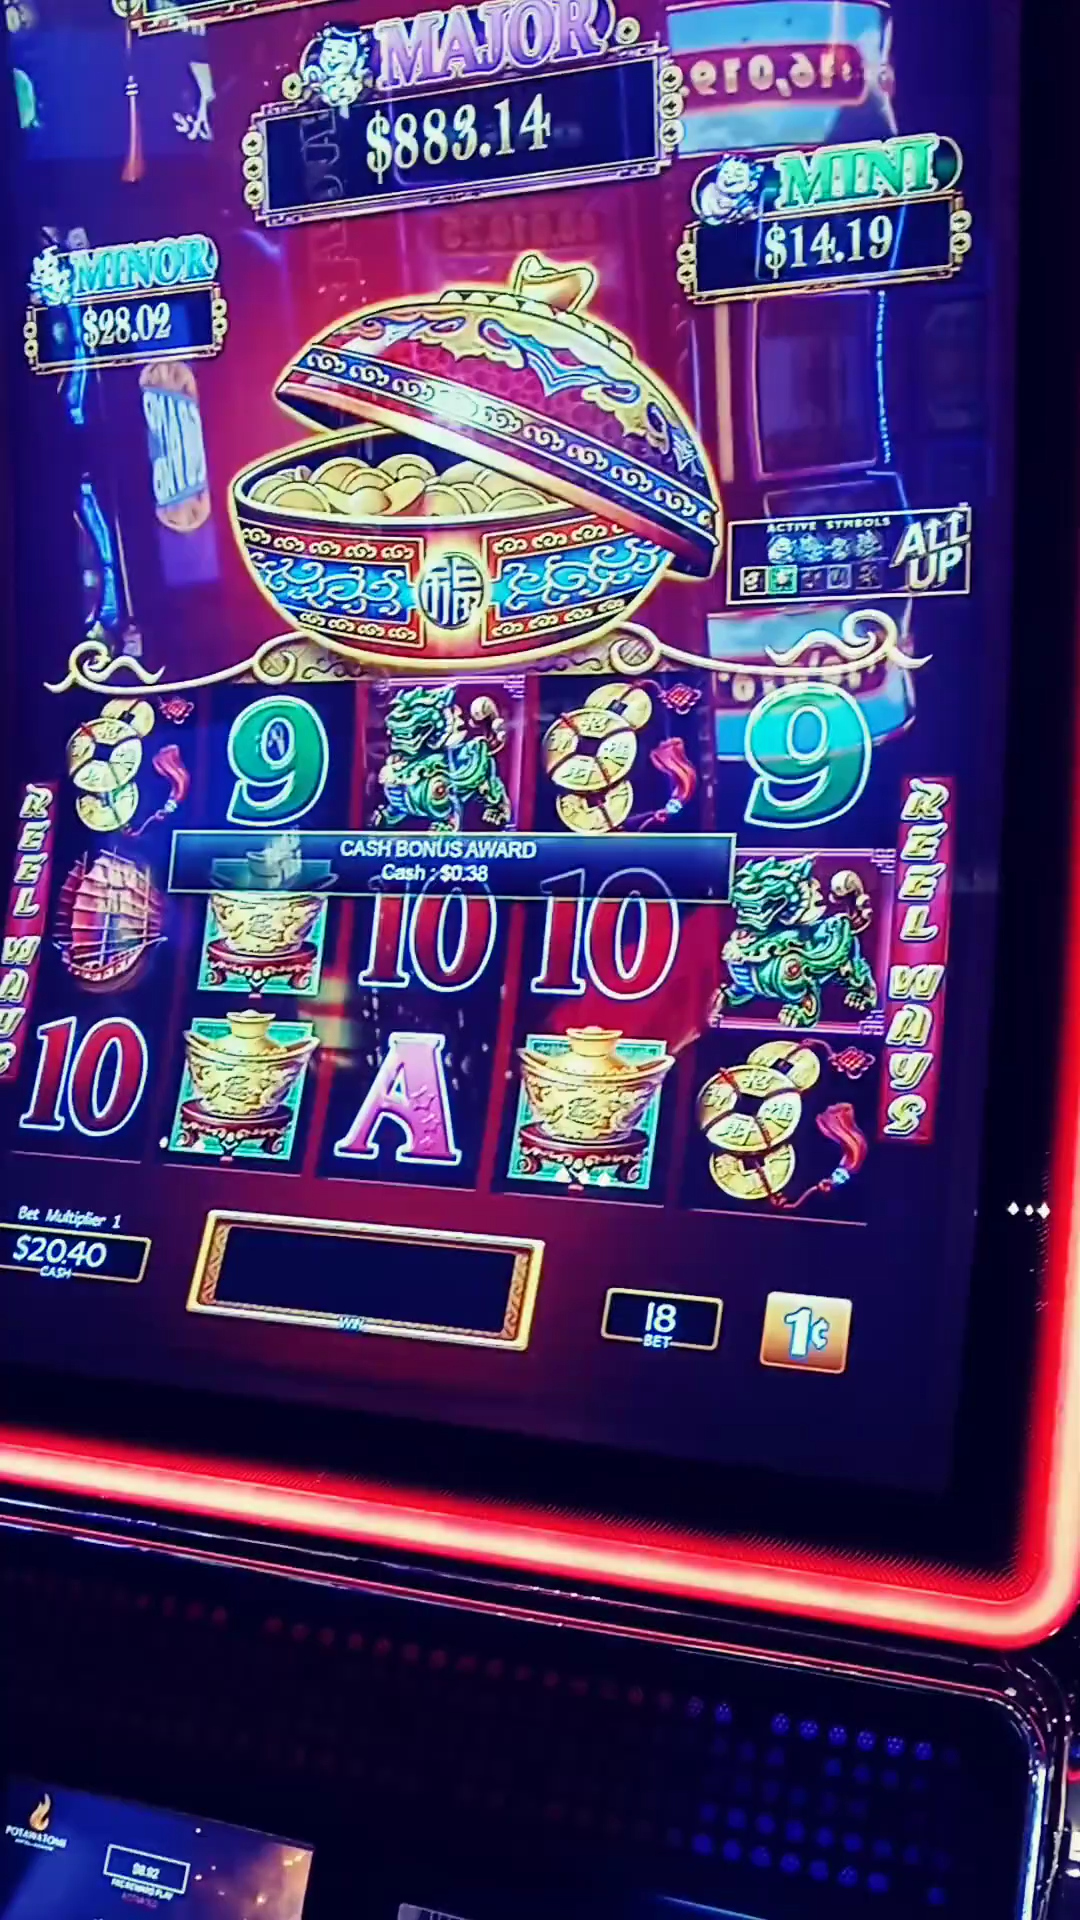 MAJOR
$883.14
MINI
$14.19
MINOR
$28.02
ACTIVE SYMBOLS
ALL
UP
福
9
9
REEL WAYS
REEL WAYS
CASH BONUS AWARD
Cash : $0.38
10
10
10
A
Bet Multiplier 1
$20.40
CASH
WIN
18
BET
1¢
POTAWATOMI